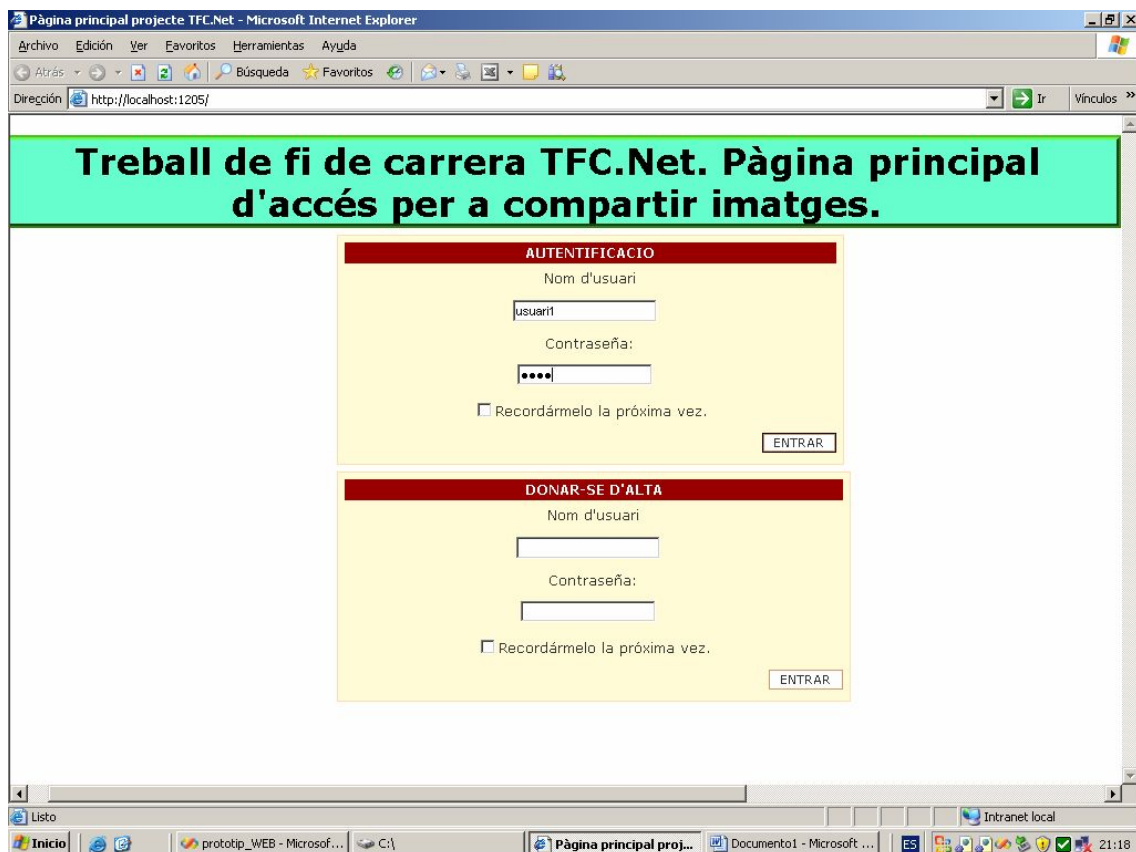 Pàgina principal projecte TFC.Net - Microsoft Internet Explorer
Archivo Edición Ver Favoritos Herramientas Ayuda
Atrás Búsqueda Favoritos
Dirección http://localhost:1205/ Ir Vínculos »
Treball de fi de carrera TFC.Net. Pàgina principal
d'accés per a compartir imatges.
AUTENTIFICACIO
Nom d'usuari
usuari1
Contraseña:
••••
Recordármelo la próxima vez.
ENTRAR
DONAR-SE D'ALTA
Nom d'usuari
Contraseña:
Recordármelo la próxima vez.
ENTRAR
Listo Intranet local
Inicio prototip_WEB - Microsof... C:\ Pàgina principal proj... Documento1 - Microsoft ... ES 21:18